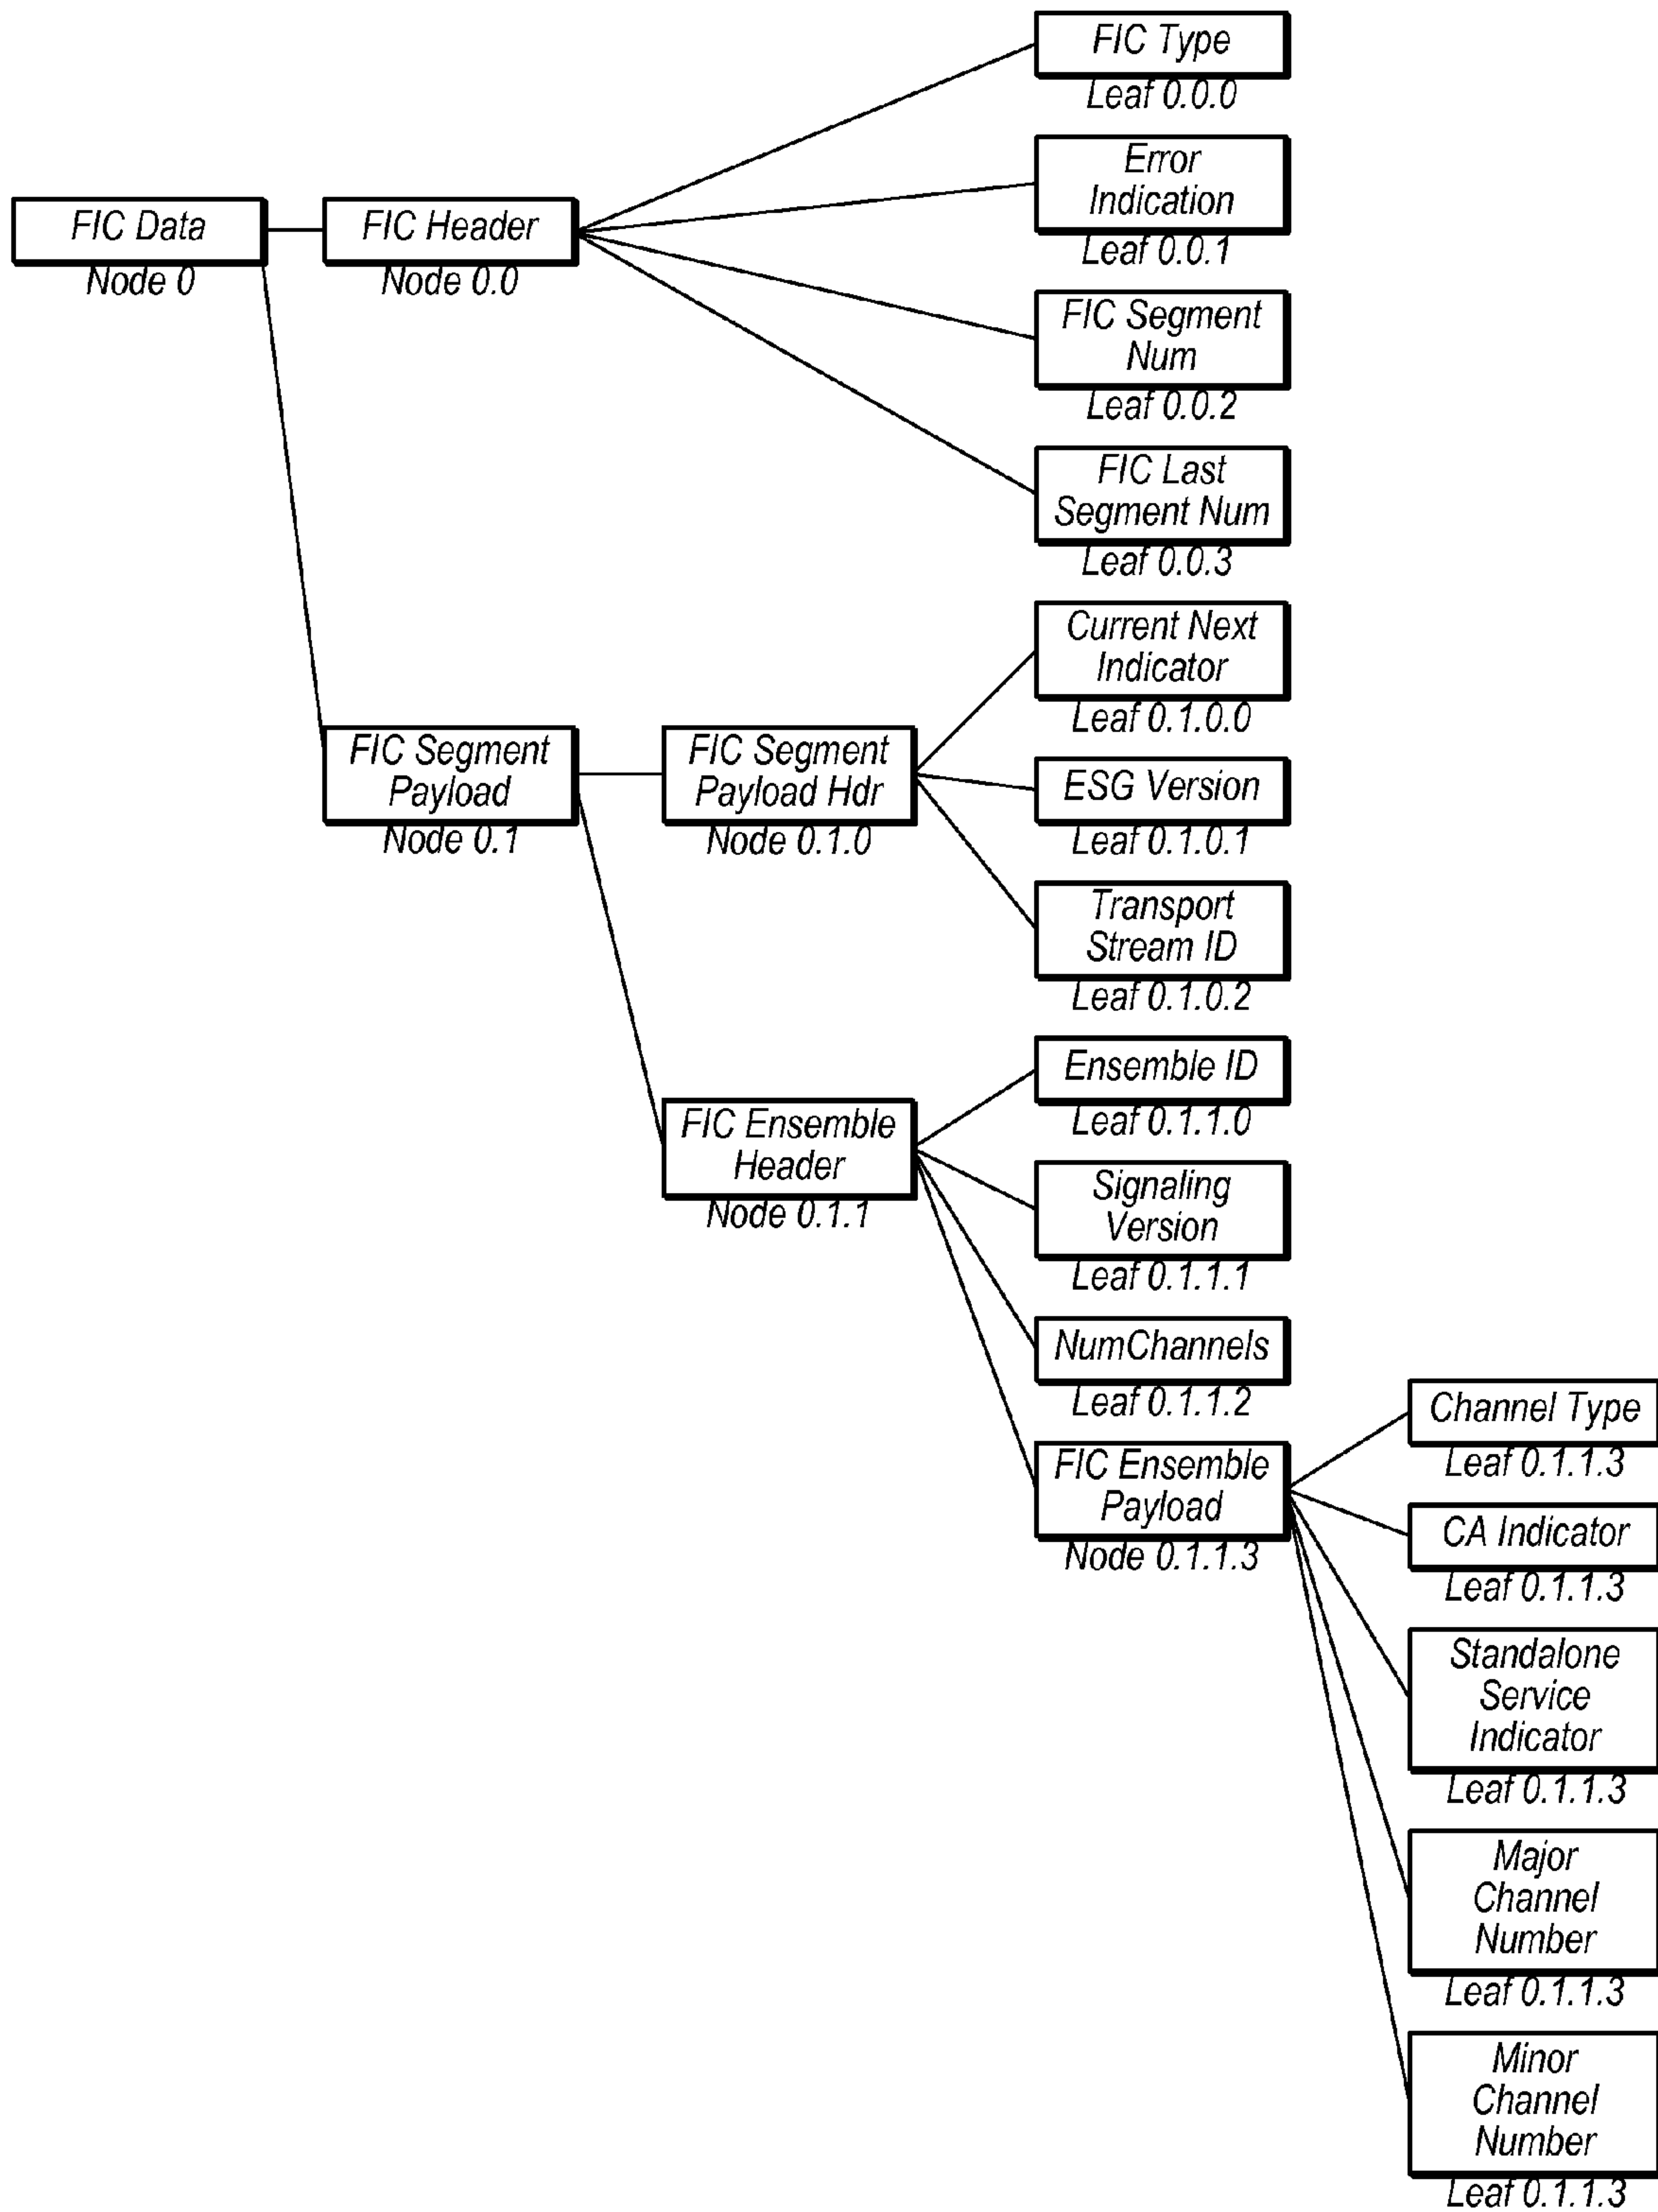 FIC Type
Leaf 0.0.0
Error
Indication
Leaf 0.0.1
FIC Data
Node 0
FIC Header
Node 0.0
FIC Segment
Num
Leaf 0.0.2
FIC Last
Segment Num
Leaf 0.0.3
Current Next
Indicator
Leaf 0.1.0.0
FIC Segment
Payload
Node 0.1
FIC Segment
Payload Hdr
Node 0.1.0
ESG Version
Leaf 0.1.0.1
Transport
Stream ID
Leaf 0.1.0.2
Ensemble ID
Leaf 0.1.1.0
FIC Ensemble
Header
Node 0.1.1
Signaling
Version
Leaf 0.1.1.1
NumChannels
Leaf 0.1.1.2
FIC Ensemble
Payload
Node 0.1.1.3
Channel Type
Leaf 0.1.1.3
CA Indicator
Leaf 0.1.1.3
Standalone
Service
Indicator
Leaf 0.1.1.3
Major
Channel
Number
Leaf 0.1.1.3
Minor
Channel
Number
Leaf 0.1.1.3